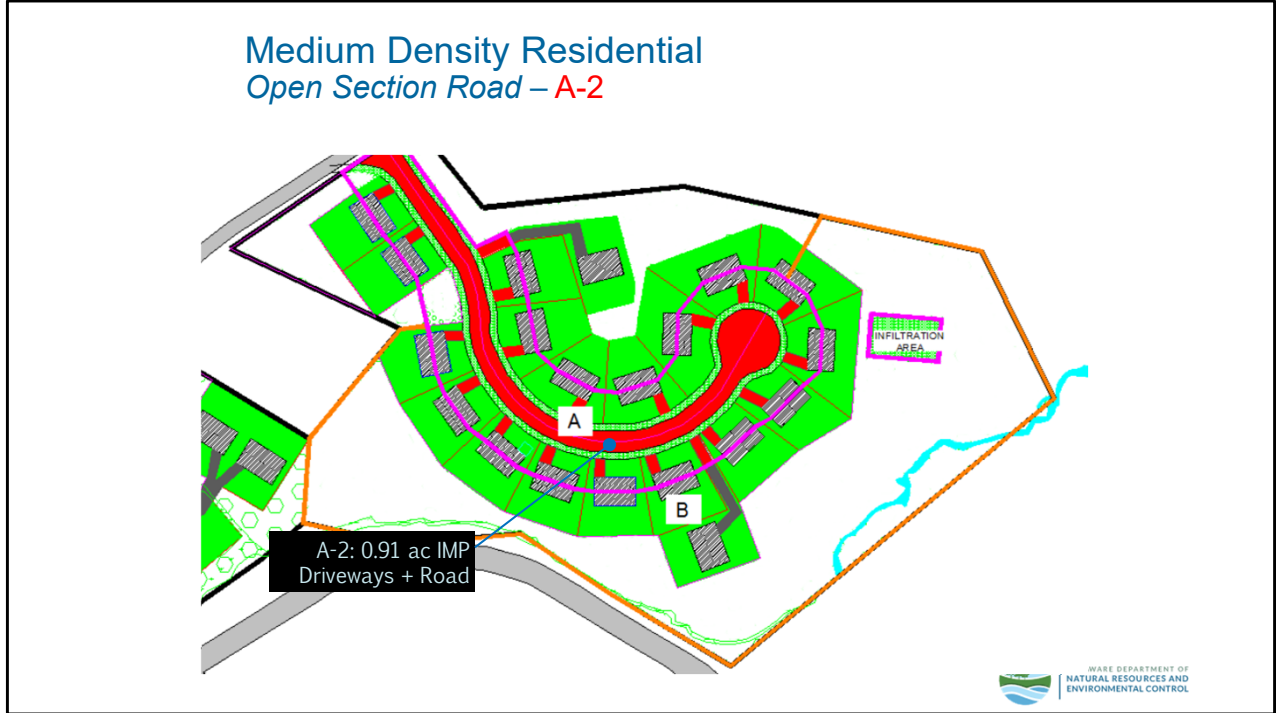 Medium Density Residential
Open Section Road – A-2
INFILTRATION
AREA
A
B
A-2: 0.91 ac IMP
Driveways + Road
WARE DEPARTMENT OF
NATURAL RESOURCES AND
ENVIRONMENTAL CONTROL